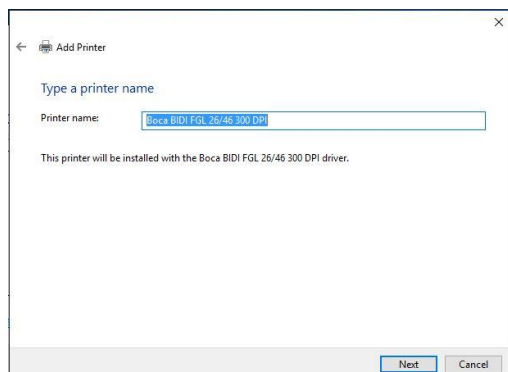 Add Printer
Type a printer name
Printer name: Boca BIDI FGL 26/46 300 DPI
This printer will be installed with the Boca BIDI FGL 26/46 300 DPI driver.
Next Cancel